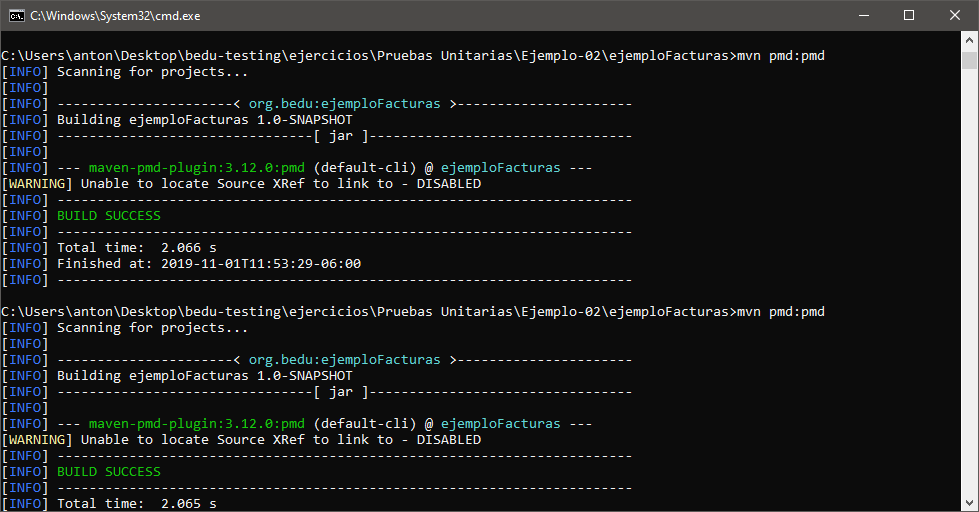 C:\Windows\System32\cmd.exe
C:\Users\anton\Desktop\bedu-testing\ejercicios\Pruebas Unitarias\Ejemplo-02\ejemploFacturas>mvn pmd:pmd
[INFO] Scanning for projects...
[INFO]
[INFO] ----------------------< org.bedu:ejemploFacturas >----------------------
[INFO] Building ejemploFacturas 1.0-SNAPSHOT
[INFO] --------------------------------[ jar ]---------------------------------
[INFO]
[INFO] --- maven-pmd-plugin:3.12.0:pmd (default-cli) @ ejemploFacturas ---
[WARNING] Unable to locate Source XRef to link to - DISABLED
[INFO] ------------------------------------------------------------------------
[INFO] BUILD SUCCESS
[INFO] ------------------------------------------------------------------------
[INFO] Total time:  2.066 s
[INFO] Finished at: 2019-11-01T11:53:29-06:00
[INFO] ------------------------------------------------------------------------
C:\Users\anton\Desktop\bedu-testing\ejercicios\Pruebas Unitarias\Ejemplo-02\ejemploFacturas>mvn pmd:pmd
[INFO] Scanning for projects...
[INFO]
[INFO] ----------------------< org.bedu:ejemploFacturas >----------------------
[INFO] Building ejemploFacturas 1.0-SNAPSHOT
[INFO] --------------------------------[ jar ]---------------------------------
[INFO]
[INFO] --- maven-pmd-plugin:3.12.0:pmd (default-cli) @ ejemploFacturas ---
[WARNING] Unable to locate Source XRef to link to - DISABLED
[INFO] ------------------------------------------------------------------------
[INFO] BUILD SUCCESS
[INFO] ------------------------------------------------------------------------
[INFO] Total time:  2.065 s